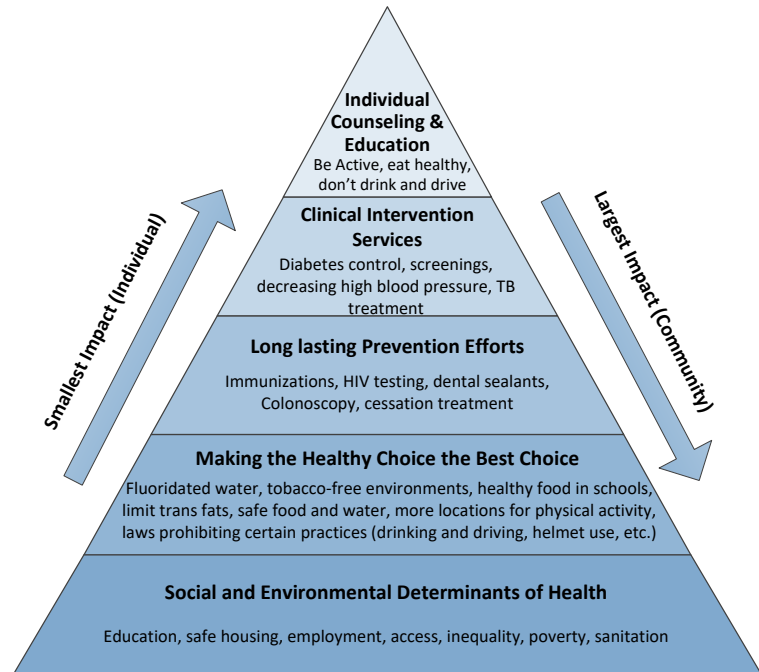 Individual
Counseling &
Education
Be Active, eat healthy,
don't drink and drive
Clinical Intervention
Services
Diabetes control, screenings,
decreasing high blood pressure, TB
treatment
Smallest Impact (Individual)
Largest Impact (Community)
Long lasting Prevention Efforts
Immunizations, HIV testing, dental sealants,
Colonoscopy, cessation treatment
Making the Healthy Choice the Best Choice
Fluoridated water, tobacco-free environments, healthy food in schools,
limit trans fats, safe food and water, more locations for physical activity,
laws prohibiting certain practices (drinking and driving, helmet use, etc.)
Social and Environmental Determinants of Health
Education, safe housing, employment, access, inequality, poverty, sanitation